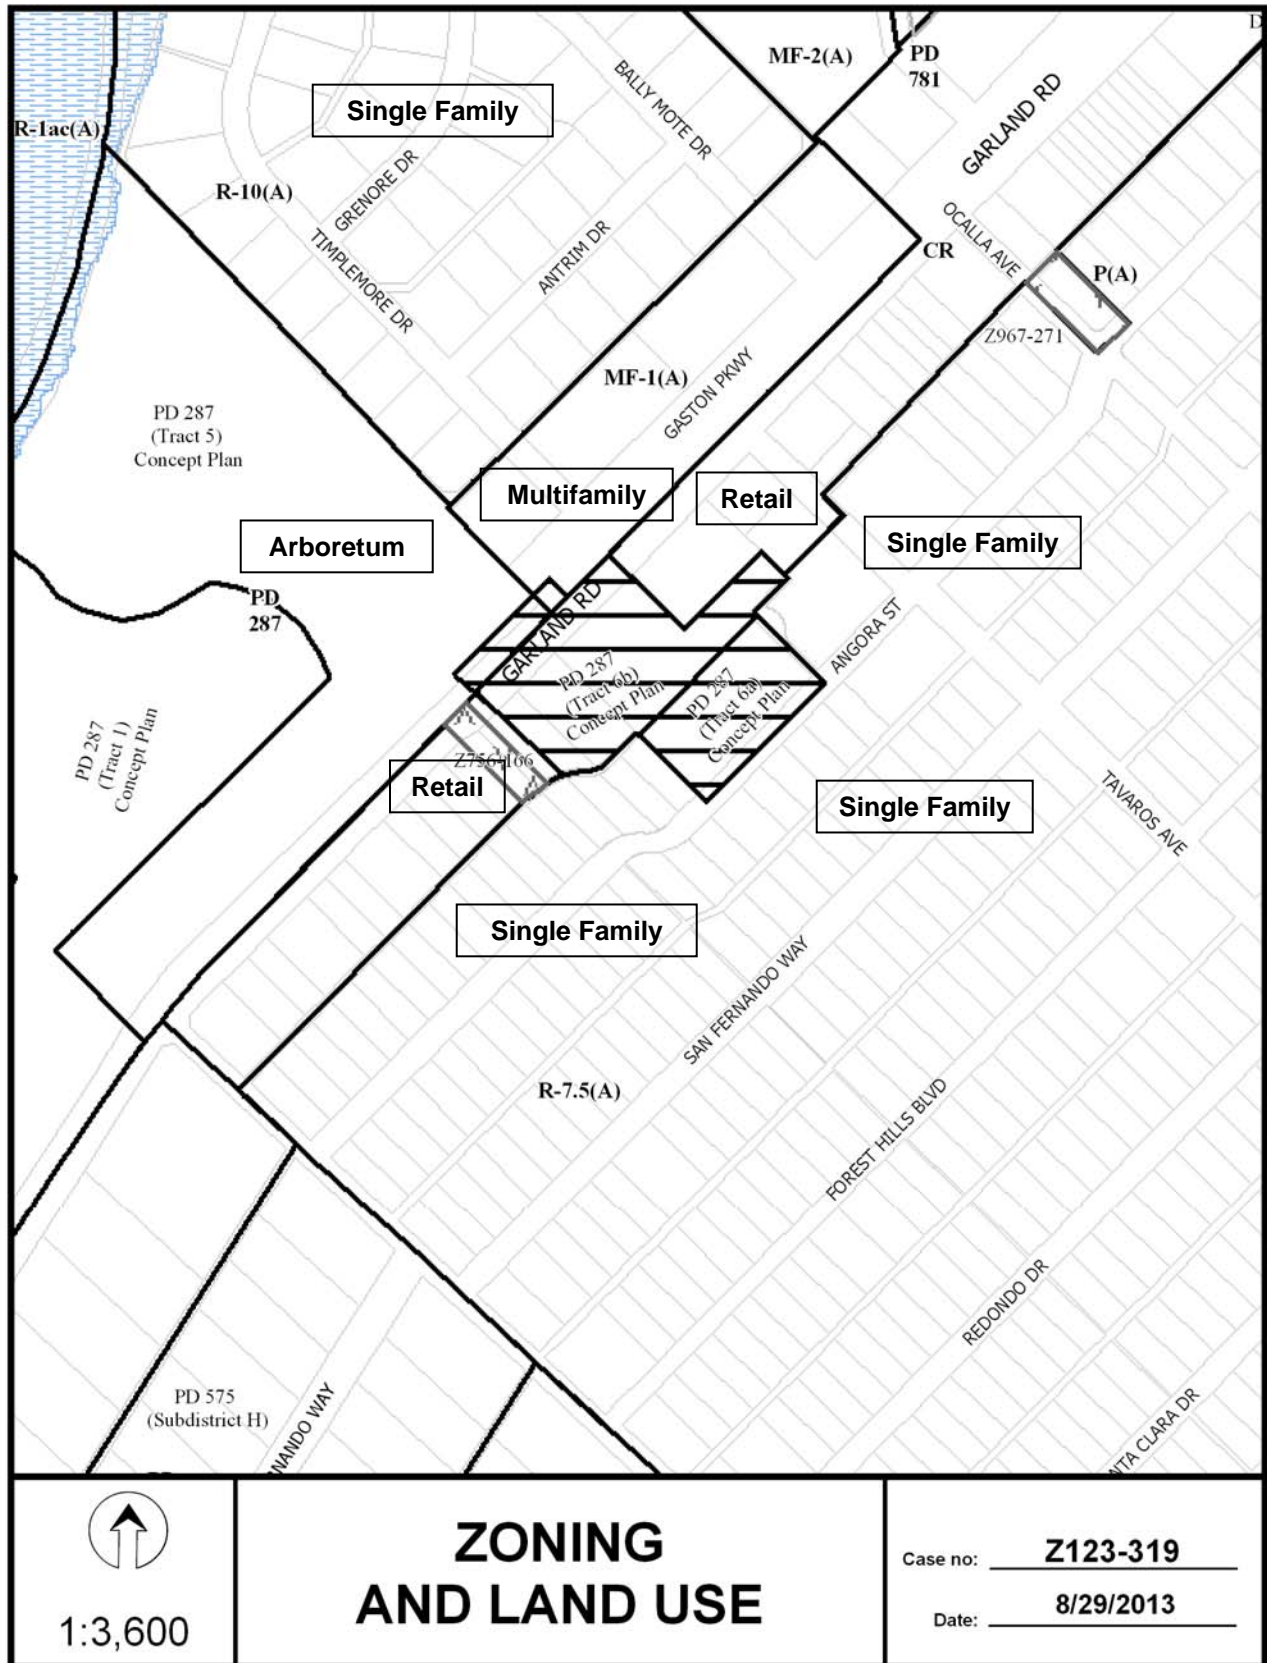 D
MF-2(A)
PD
781
BALLY MOTE DR
GARLAND RD
Single Family
R-1ac(A)
GRENORE DR
R-10(A)
TIMPLEMORE DR
ANTRIM DR
OCALLA AVE
CR
P(A)
Z967-271
MF-1(A)
GASTON PKWY
PD 287
(Tract 5)
Concept Plan
Multifamily
Retail
Arboretum
Single Family
PD
287
GARLAND RD
ANGORA ST
PD 287
(Tract 6b)
Concept Plan
PD 287
(Tract 6a)
Concept Plan
PD 287
(Tract 1)
Concept Plan
Z756-166
Retail
Single Family
TAVAROS AVE
Single Family
SAN FERNANDO WAY
R-7.5(A)
FOREST HILLS BLVD
REDONDO DR
PD 575
(Subdistrict H)
NANDO WAY
NTA CLARA DR
1:3,600
ZONING
AND LAND USE
Case no: Z123-319
Date: 8/29/2013